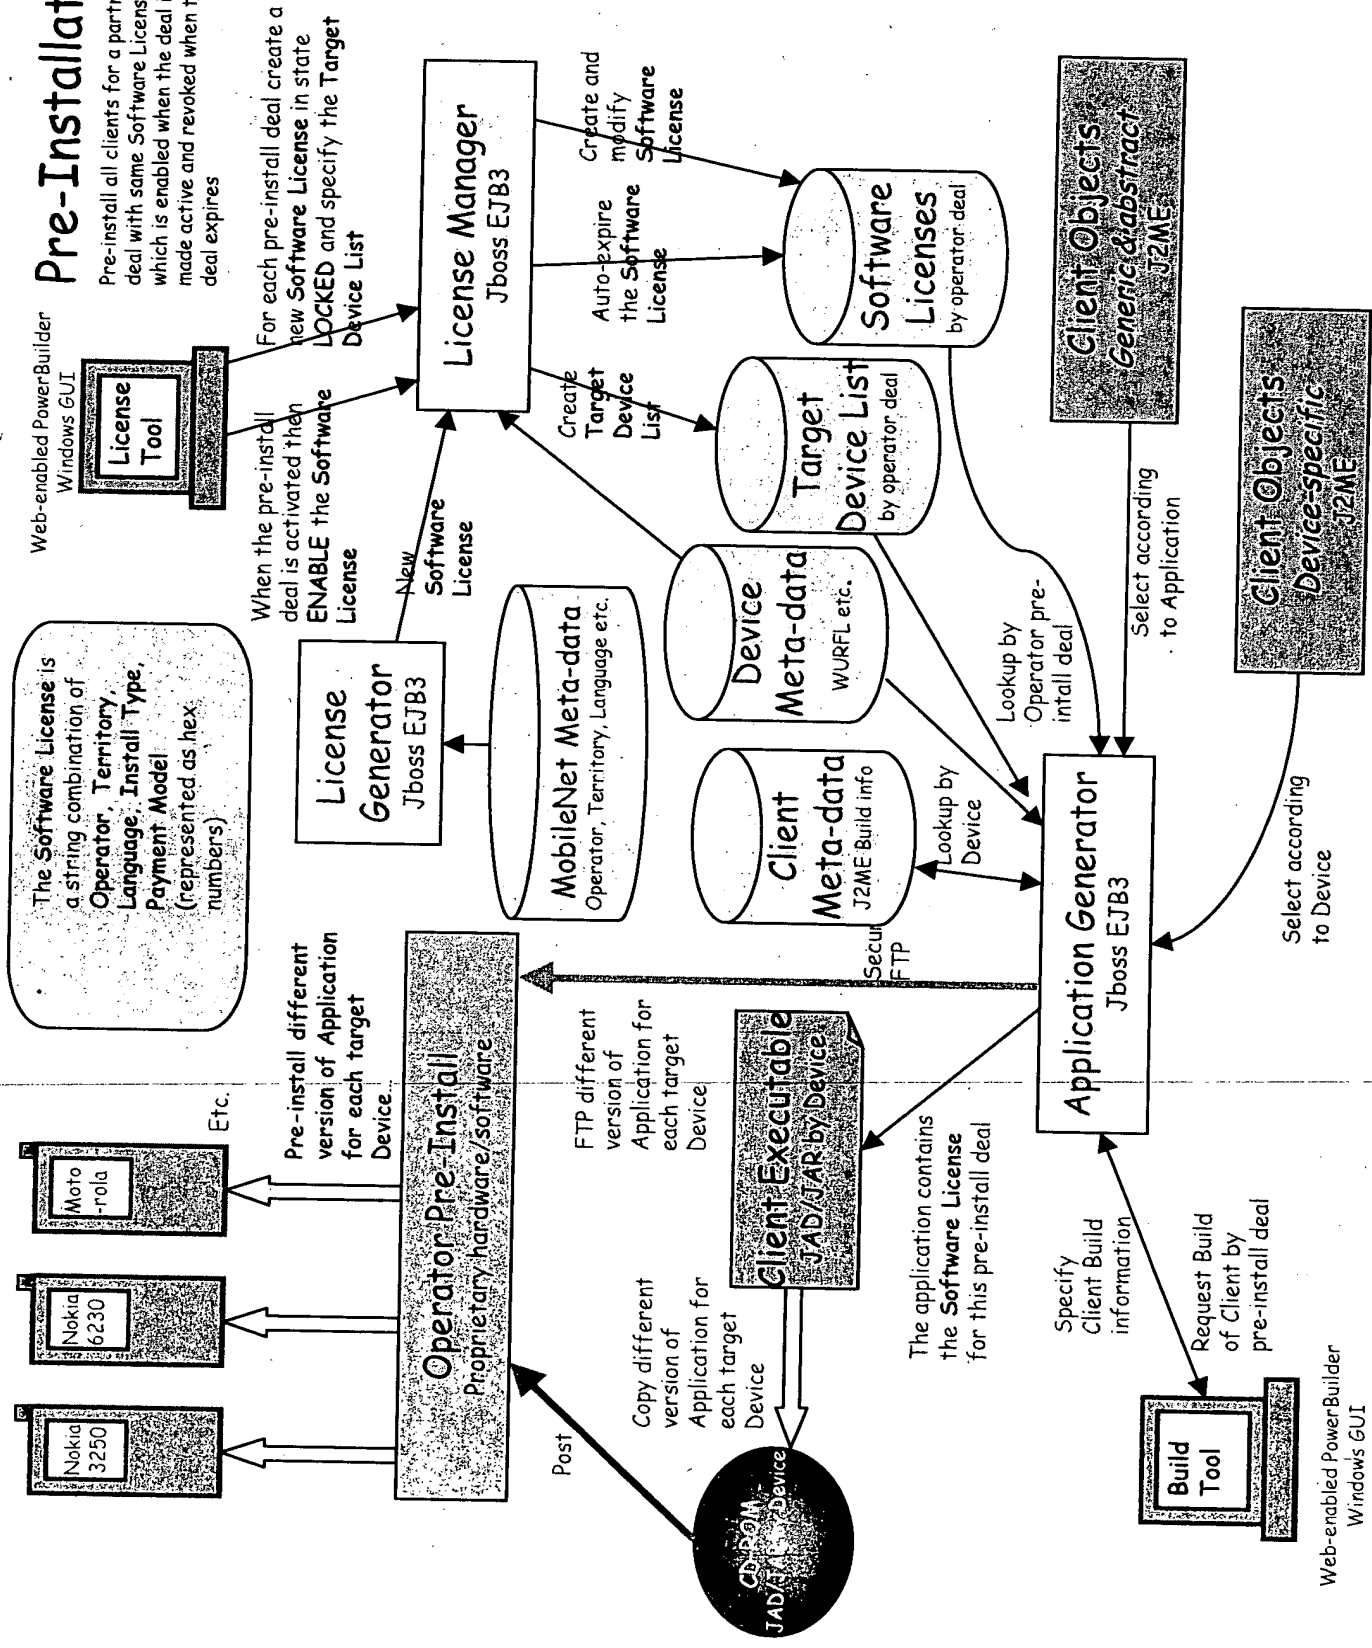 Pre-Installat
Pre-install all clients for a partn
deal with same Software Licens
which is enabled when the deal i
made active and revoked when t
deal expires
The Software License is
a string combination of
Operator, Territory,
Language, Install Type,
Payment Model
(represented as hex
numbers)
Web-enabled PowerBuilder
Windows GUI
License
Tool
Nokia
3250
Nokia
6230
Moto
-rola
Etc.
When the pre-install
deal is activated then
ENABLE the Software
License
For each pre-install deal create a
new Software License in state
LOCKED and specify the Target
Device List
Pre-install different
version of Application
for each target
Device...
License
Generator
Jboss EJB3
New
Software
License
License Manager
Jboss EJB3
Operator Pre-Install
Proprietary hardware/software
MobileNet Meta-data
Operator, Territory, Language etc.
Create
Target
Device
List
Auto-expire
the Software
License
Create and
modify
Software
License
Post
FTP different
version of
Application for
each target
Device
Copy different
version of
Application for
each target
Device
Secur
FTP
CD-ROM
JAD/JAR by Device
Client Executable
JAD/JAR by Device
Client
Meta-data
J2ME Build info
Device
Meta-data
WURFL etc.
Target
Device List
by operator deal
Software
Licenses
by operator deal
The application contains
the Software License
for this pre-install deal
Lookup by
Device
Lookup by
Operator pre-
intall deal
Specify
Client Build
information
Application Generator
Jboss EJB3
Select according
to Application
Client Objects
Generic & abstract
J2ME
Request Build
of Client by
pre-install deal
Build
Tool
Web-enabled PowerBuilder
Windows GUI
Select according
to Device
Client Objects
Device-specific
J2ME